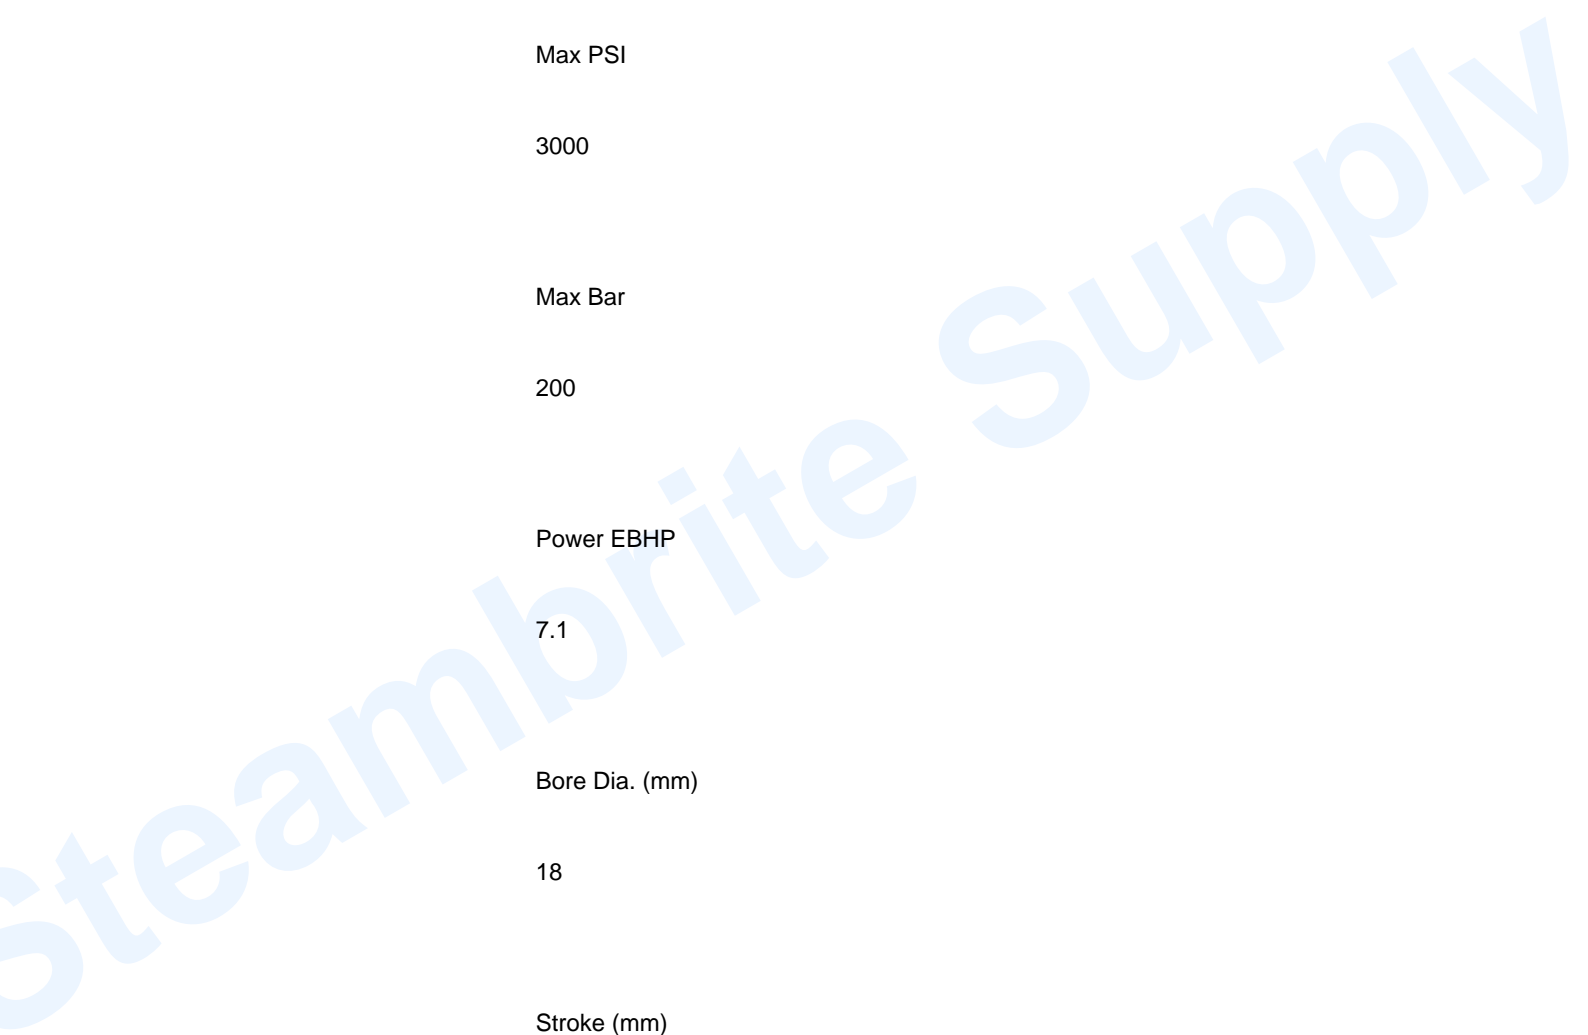 Max PSI
3000
Max Bar
200
Power EBHP
7.1
Bore Dia. (mm)
18
Stroke (mm)
Steambrite Supply